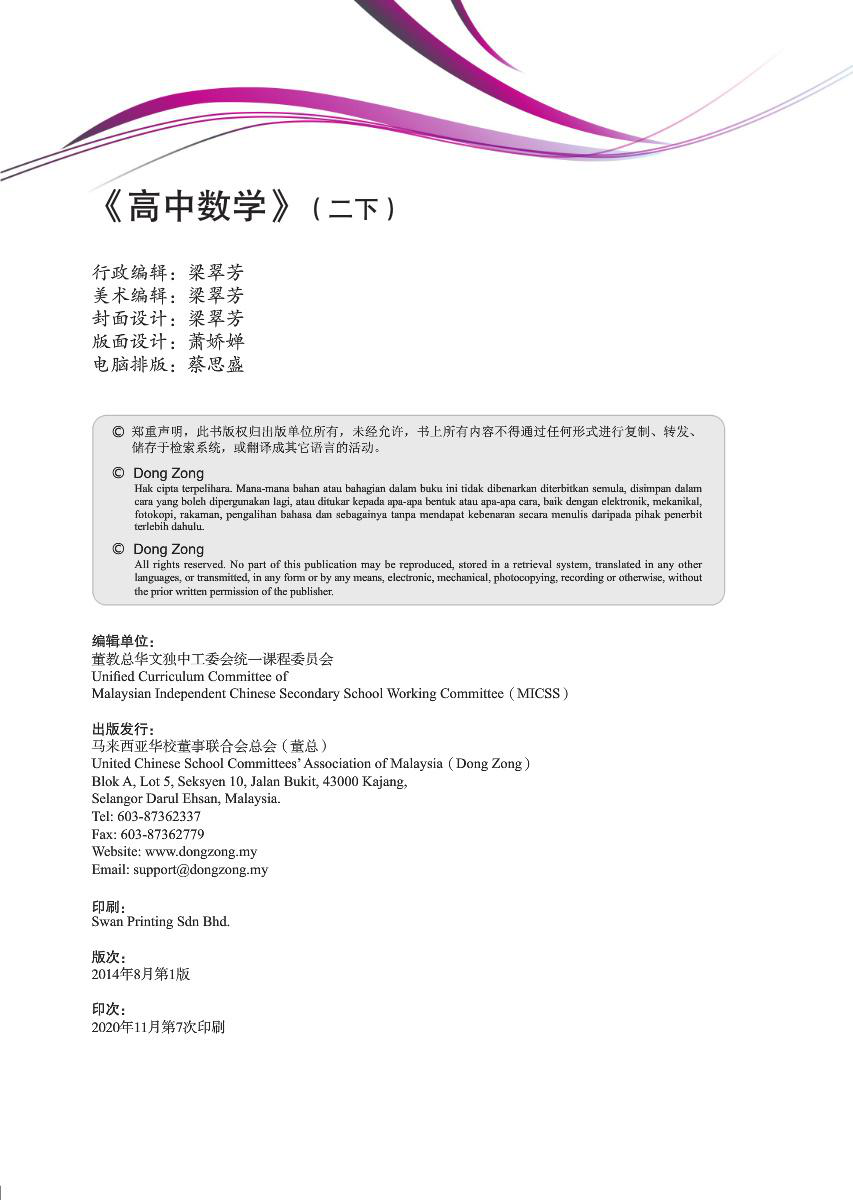 《高中数学》（二下）
行政编辑：梁翠芳
美术编辑：梁翠芳
封面设计：梁翠芳
版面设计：萧娇婵
电脑排版：蔡思盛
© 郑重声明，此书版权归出版单位所有，未经允许，书上所有内容不得通过任何形式进行复制、转发、
储存于检索系统，或翻译成其它语言的活动。
© Dong Zong
Hak cipta terpelihara. Mana-mana bahan atau bahagian dalam buku ini tidak dibenarkan diterbitkan semula, disimpan dalam
cara yang boleh dipergunakan lagi, atau ditukar kepada apa-apa bentuk atau apa-apa cara, baik dengan elektronik, mekanikal,
fotokopi, rakaman, pengalihan bahasa dan sebagainya tanpa mendapat kebenaran secara menulis daripada pihak penerbit
terlebih dahulu.
© Dong Zong
All rights reserved. No part of this publication may be reproduced, stored in a retrieval system, translated in any other
languages, or transmitted, in any form or by any means, electronic, mechanical, photocopying, recording or otherwise, without
the prior written permission of the publisher.
编辑单位：
董教总华文独中工委会统一课程委员会
Unified Curriculum Committee of
Malaysian Independent Chinese Secondary School Working Committee（MICSS）
出版发行：
马来西亚华校董事联合会总会（董总）
United Chinese School Committees' Association of Malaysia（Dong Zong）
Blok A, Lot 5, Seksyen 10, Jalan Bukit, 43000 Kajang,
Selangor Darul Ehsan, Malaysia.
Tel: 603-87362337
Fax: 603-87362779
Website: www.dongzong.my
Email: support@dongzong.my
印刷：
Swan Printing Sdn Bhd.
版次：
2014年8月第1版
印次：
2020年11月第7次印刷